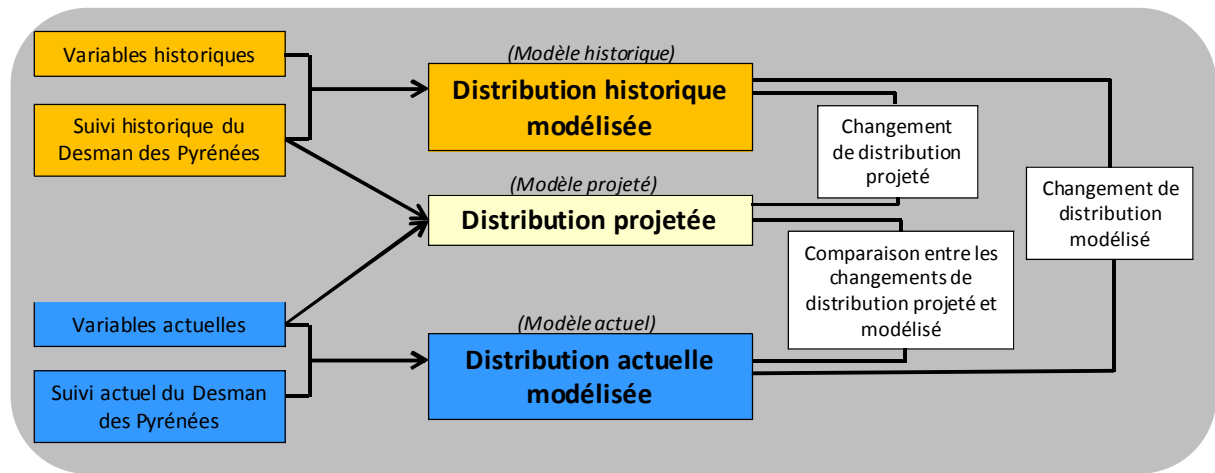 Variables historiques
Suivi historique du
Desman des Pyrénées
(Modèle historique)
Distribution historique
modélisée
Changement
de distribution
projeté
(Modèle projeté)
Distribution projetée
Changement de
distribution
modélisé
Comparaison entre les
changements de
distribution projeté et
modélisé
Variables actuelles
Suivi actuel du Desman
des Pyrénées
(Modèle actuel)
Distribution actuelle
modélisée